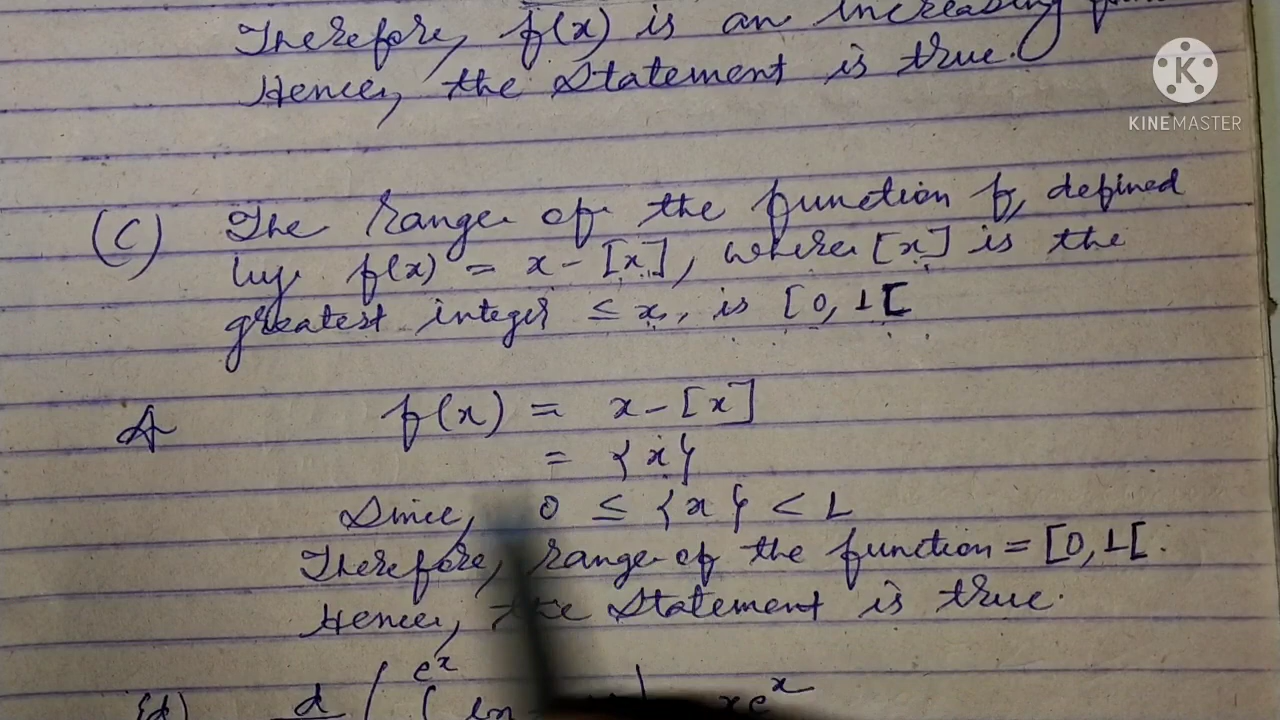 Therefore, f(x) is an increasing
Hence, the Statement is true.
K
KINEMASTER
(C) The range of the function f, defined
by f(x) = x - [x], where [x] is the
greatest integer ≤ x, is [0, 1[
A f(x) = x - [x]
= {x}
Since, 0 ≤ {x} < 1
Therefore, range of the function = [0, 1[.
Hence, the Statement is true.
(d) d ( e^x ( ln xe^x